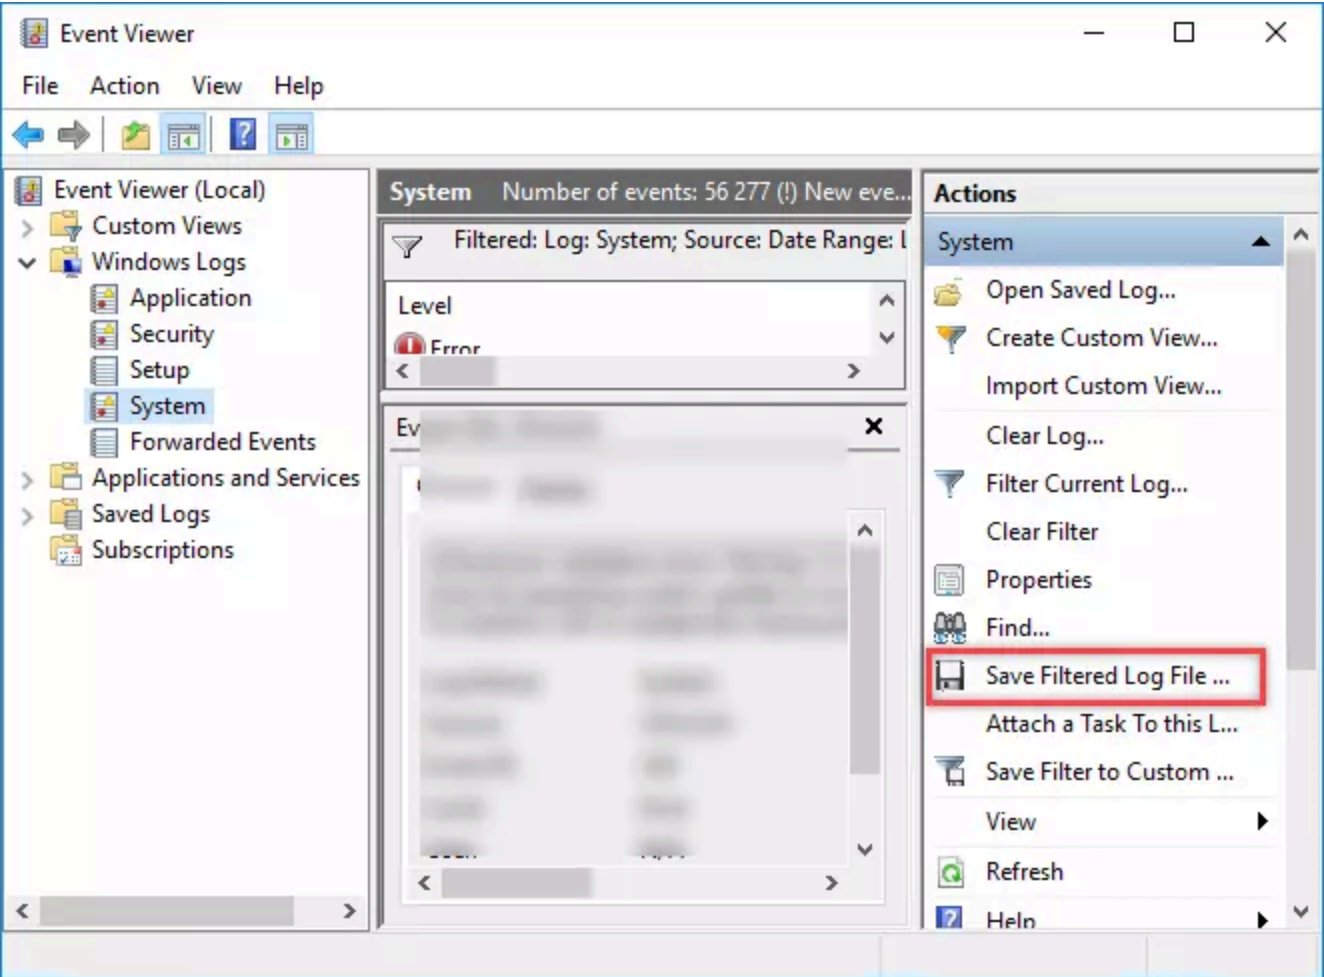 Event Viewer
File Action View Help
Event Viewer (Local)
Custom Views
Windows Logs
Application
Security
Setup
System
Forwarded Events
Applications and Services
Saved Logs
Subscriptions
System Number of events: 56 277 (!) New eve...
Filtered: Log: System; Source: Date Range: L
Level
Error
Ev
Actions
System
Open Saved Log...
Create Custom View...
Import Custom View...
Clear Log...
Filter Current Log...
Clear Filter
Properties
Find...
Save Filtered Log File ...
Attach a Task To this L...
Save Filter to Custom ...
View
Refresh
Help